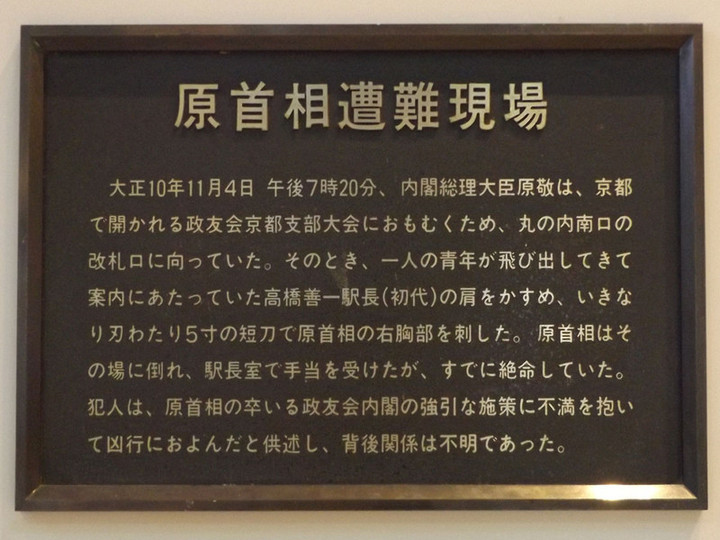 原首相遭難現場
大正10年11月4日 午後7時20分、内閣総理大臣原敬は、京都
で開かれる政友会京都支部大会におもむくため、丸の内南口の
改札口に向っていた。そのとき、一人の青年が飛び出してきて
案内にあたっていた高橋善一駅長(初代)の肩をかすめ、いきな
り刃わたり5寸の短刀で原首相の右胸部を刺した。 原首相はそ
の場に倒れ、駅長室で手当を受けたが、すでに絶命していた。
犯人は、原首相の卒いる政友会内閣の強引な施策に不満を抱い
て凶行におよんだと供述し、背後関係は不明であった。